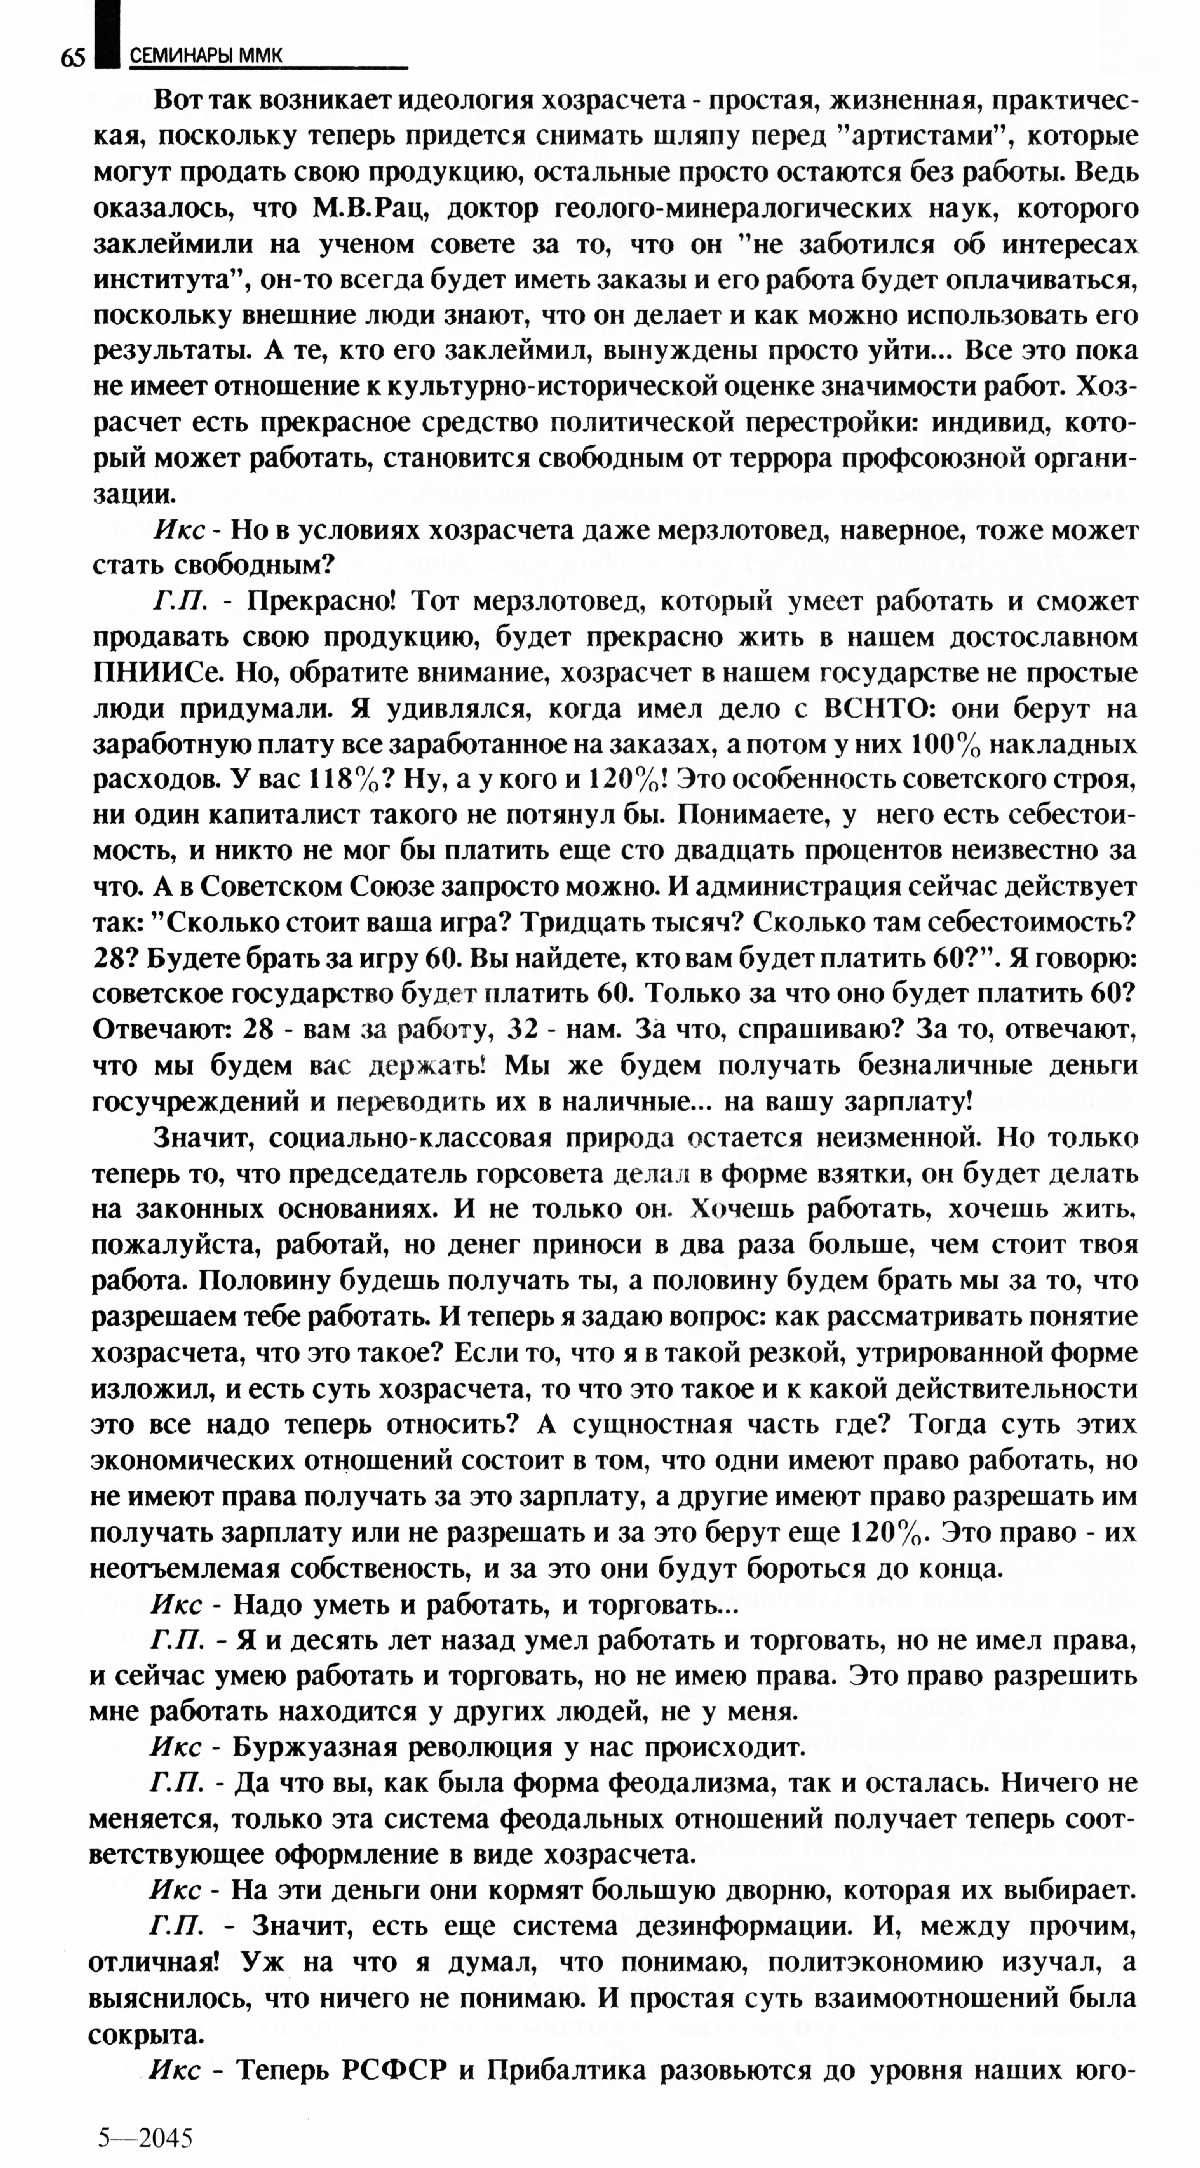 65 СЕМИНАРЫ ММК
Вот так возникает идеология хозрасчета - простая, жизненная, практичес-
кая, поскольку теперь придется снимать шляпу перед ”артистами”, которые
могут продать свою продукцию, остальные просто остаются без работы. Ведь
оказалось, что М.В.Рац, доктор геолого-минералогических наук, которого
заклеймили на ученом совете за то, что он ”не заботился об интересах
института”, он-то всегда будет иметь заказы и его работа будет оплачиваться,
поскольку внешние люди знают, что он делает и как можно использовать его
результаты. А те, кто его заклеймил, вынуждены просто уйти... Все это пока
не имеет отношение к культурно-исторической оценке значимости работ. Хоз-
расчет есть прекрасное средство политической перестройки: индивид, кото-
рый может работать, становится свободным от террора профсоюзной органи-
зации.
Икс - Но в условиях хозрасчета даже мерзлотовед, наверное, тоже может
стать свободным?
Г.П. - Прекрасно! Тот мерзлотовед, который умеет работать и сможет
продавать свою продукцию, будет прекрасно жить в нашем достославном
ПНИИСе. Но, обратите внимание, хозрасчет в нашем государстве не простые
люди придумали. Я удивлялся, когда имел дело с ВСНТО: они берут на
заработную плату все заработанное на заказах, а потом у них 100% накладных
расходов. У вас 118%? Ну, а у кого и 120%! Это особенность советского строя,
ни один капиталист такого не потянул бы. Понимаете, у него есть себестои-
мость, и никто не мог бы платить еще сто двадцать процентов неизвестно за
что. А в Советском Союзе запросто можно. И администрация сейчас действует
так: ”Сколько стоит ваша игра? Тридцать тысяч? Сколько там себестоимость?
28? Будете брать за игру 60. Вы найдете, кто вам будет платить 60?”. Я говорю:
советское государство будет платить 60. Только за что оно будет платить 60?
Отвечают: 28 - вам за работу, 32 - нам. За что, спрашиваю? За то, отвечают,
что мы будем вас держать! Мы же будем получать безналичные деньги
госучреждений и переводить их в наличные... на вашу зарплату!
Значит, социально-классовая природа остается неизменной. Но только
теперь то, что председатель горсовета делал в форме взятки, он будет делать
на законных основаниях. И не только он. Хочешь работать, хочешь жить,
пожалуйста, работай, но денег приноси в два раза больше, чем стоит твоя
работа. Половину будешь получать ты, а половину будем брать мы за то, что
разрешаем тебе работать. И теперь я задаю вопрос: как рассматривать понятие
хозрасчета, что это такое? Если то, что я в такой резкой, утрированной форме
изложил, и есть суть хозрасчета, то что это такое и к какой действительности
это все надо теперь относить? А сущностная часть где? Тогда суть этих
экономических отношений состоит в том, что одни имеют право работать, но
не имеют права получать за это зарплату, а другие имеют право разрешать им
получать зарплату или не разрешать и за это берут еще 120%. Это право - их
неотъемлемая собственость, и за это они будут бороться до конца.
Икс - Надо уметь и работать, и торговать...
Г.П. - Я и десять лет назад умел работать и торговать, но не имел права,
и сейчас умею работать и торговать, но не имею права. Это право разрешить
мне работать находится у других людей, не у меня.
Икс - Буржуазная революция у нас происходит.
Г.П. - Да что вы, как была форма феодализма, так и осталась. Ничего не
меняется, только эта система феодальных отношений получает теперь соот-
ветствующее оформление в виде хозрасчета.
Икс - На эти деньги они кормят большую дворню, которая их выбирает.
Г.П. - Значит, есть еще система дезинформации. И, между прочим,
отличная! Уж на что я думал, что понимаю, политэкономию изучал, а
выяснилось, что ничего не понимаю. И простая суть взаимоотношений была
сокрыта.
Икс - Теперь РСФСР и Прибалтика разовьются до уровня наших юго-
5—2045